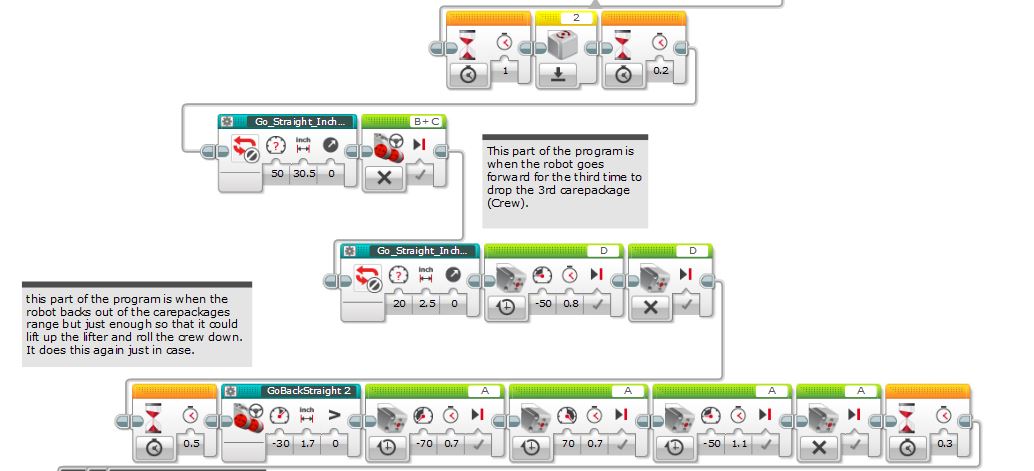 2
1
0.2
Go_Straight_Inch...
B+C
inch
50 30.5 0
This part of the program is
when the robot goes
forward for the third time to
drop the 3rd carepackage
(Crew).
Go_Straight_Inch...
D
D
inch
20 2.5 0
-50 0.8
this part of the program is when the
robot backs out of the carepackages
range but just enough so that it could
lift up the lifter and roll the crew down.
It does this again just in case.
GoBackStraight 2
A
A
A
A
inch
>
0.5
-30 1.7 0
-70 0.7
70 0.7
-50 1.1
0.3